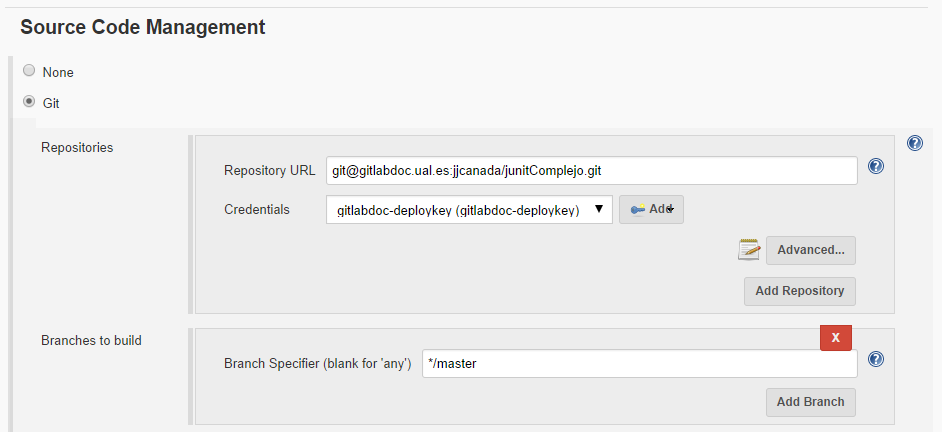 Source Code Management
None
Git
Repositories
Repository URL git@gitlabdoc.ual.es:jjcanada/junitComplejo.git
Credentials gitlabdoc-deploykey (gitlabdoc-deploykey) Add
Advanced...
Add Repository
Branches to build
X
Branch Specifier (blank for 'any') */master
Add Branch